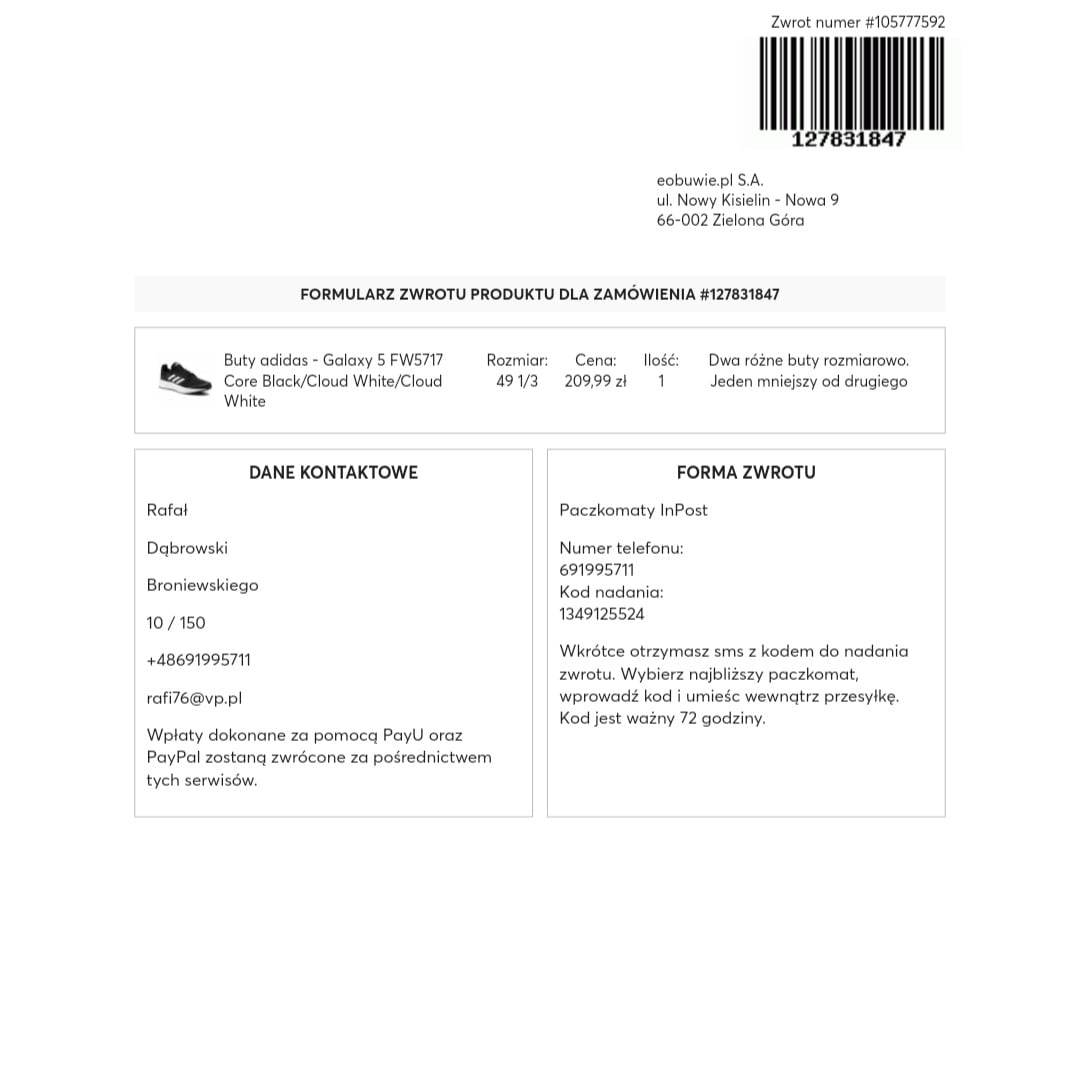 Zwrot numer #105777592
127831847
eobuwie.pl S.A.
ul. Nowy Kisielin - Nowa 9
66-002 Zielona Góra
FORMULARZ ZWROTU PRODUKTU DLA ZAMÓWIENIA #127831847
Buty adidas - Galaxy 5 FW5717
Core Black/Cloud White/Cloud
White
Rozmiar:
49 1/3
Cena:
209,99 zł
Ilość:
1
Dwa różne buty rozmiarowo.
Jeden mniejszy od drugiego
DANE KONTAKTOWE
Rafał
Dąbrowski
Broniewskiego
10 / 150
+48691995711
rafi76@vp.pl
Wpłaty dokonane za pomocą PayU oraz
PayPal zostaną zwrócone za pośrednictwem
tych serwisów.
FORMA ZWROTU
Paczkomaty InPost
Numer telefonu:
691995711
Kod nadania:
1349125524
Wkrótce otrzymasz sms z kodem do nadania
zwrotu. Wybierz najbliższy paczkomat,
wprowadź kod i umieśc wewnątrz przesyłkę.
Kod jest ważny 72 godziny.